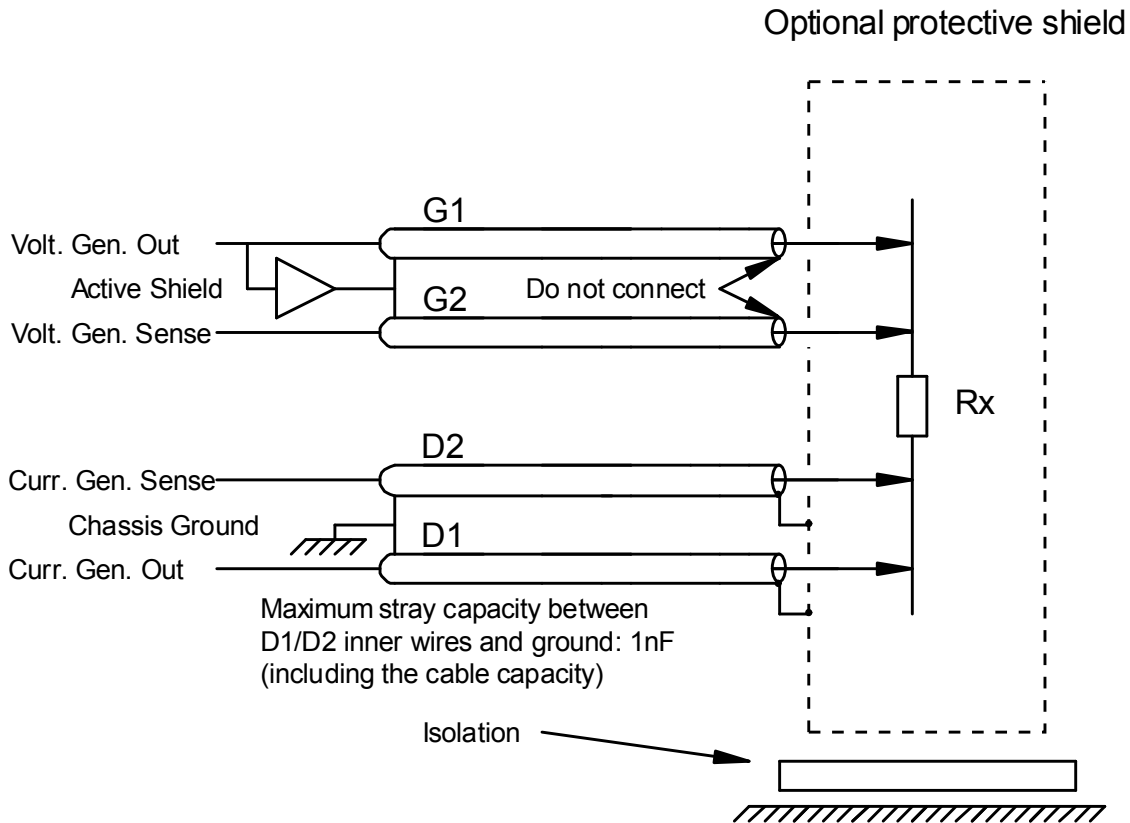 Optional protective shield
G1
Volt. Gen. Out
Active Shield
Do not connect
G2
Volt. Gen. Sense
Rx
D2
Curr. Gen. Sense
Chassis Ground
D1
Curr. Gen. Out
Maximum stray capacity between
D1/D2 inner wires and ground: 1nF
(including the cable capacity)
Isolation